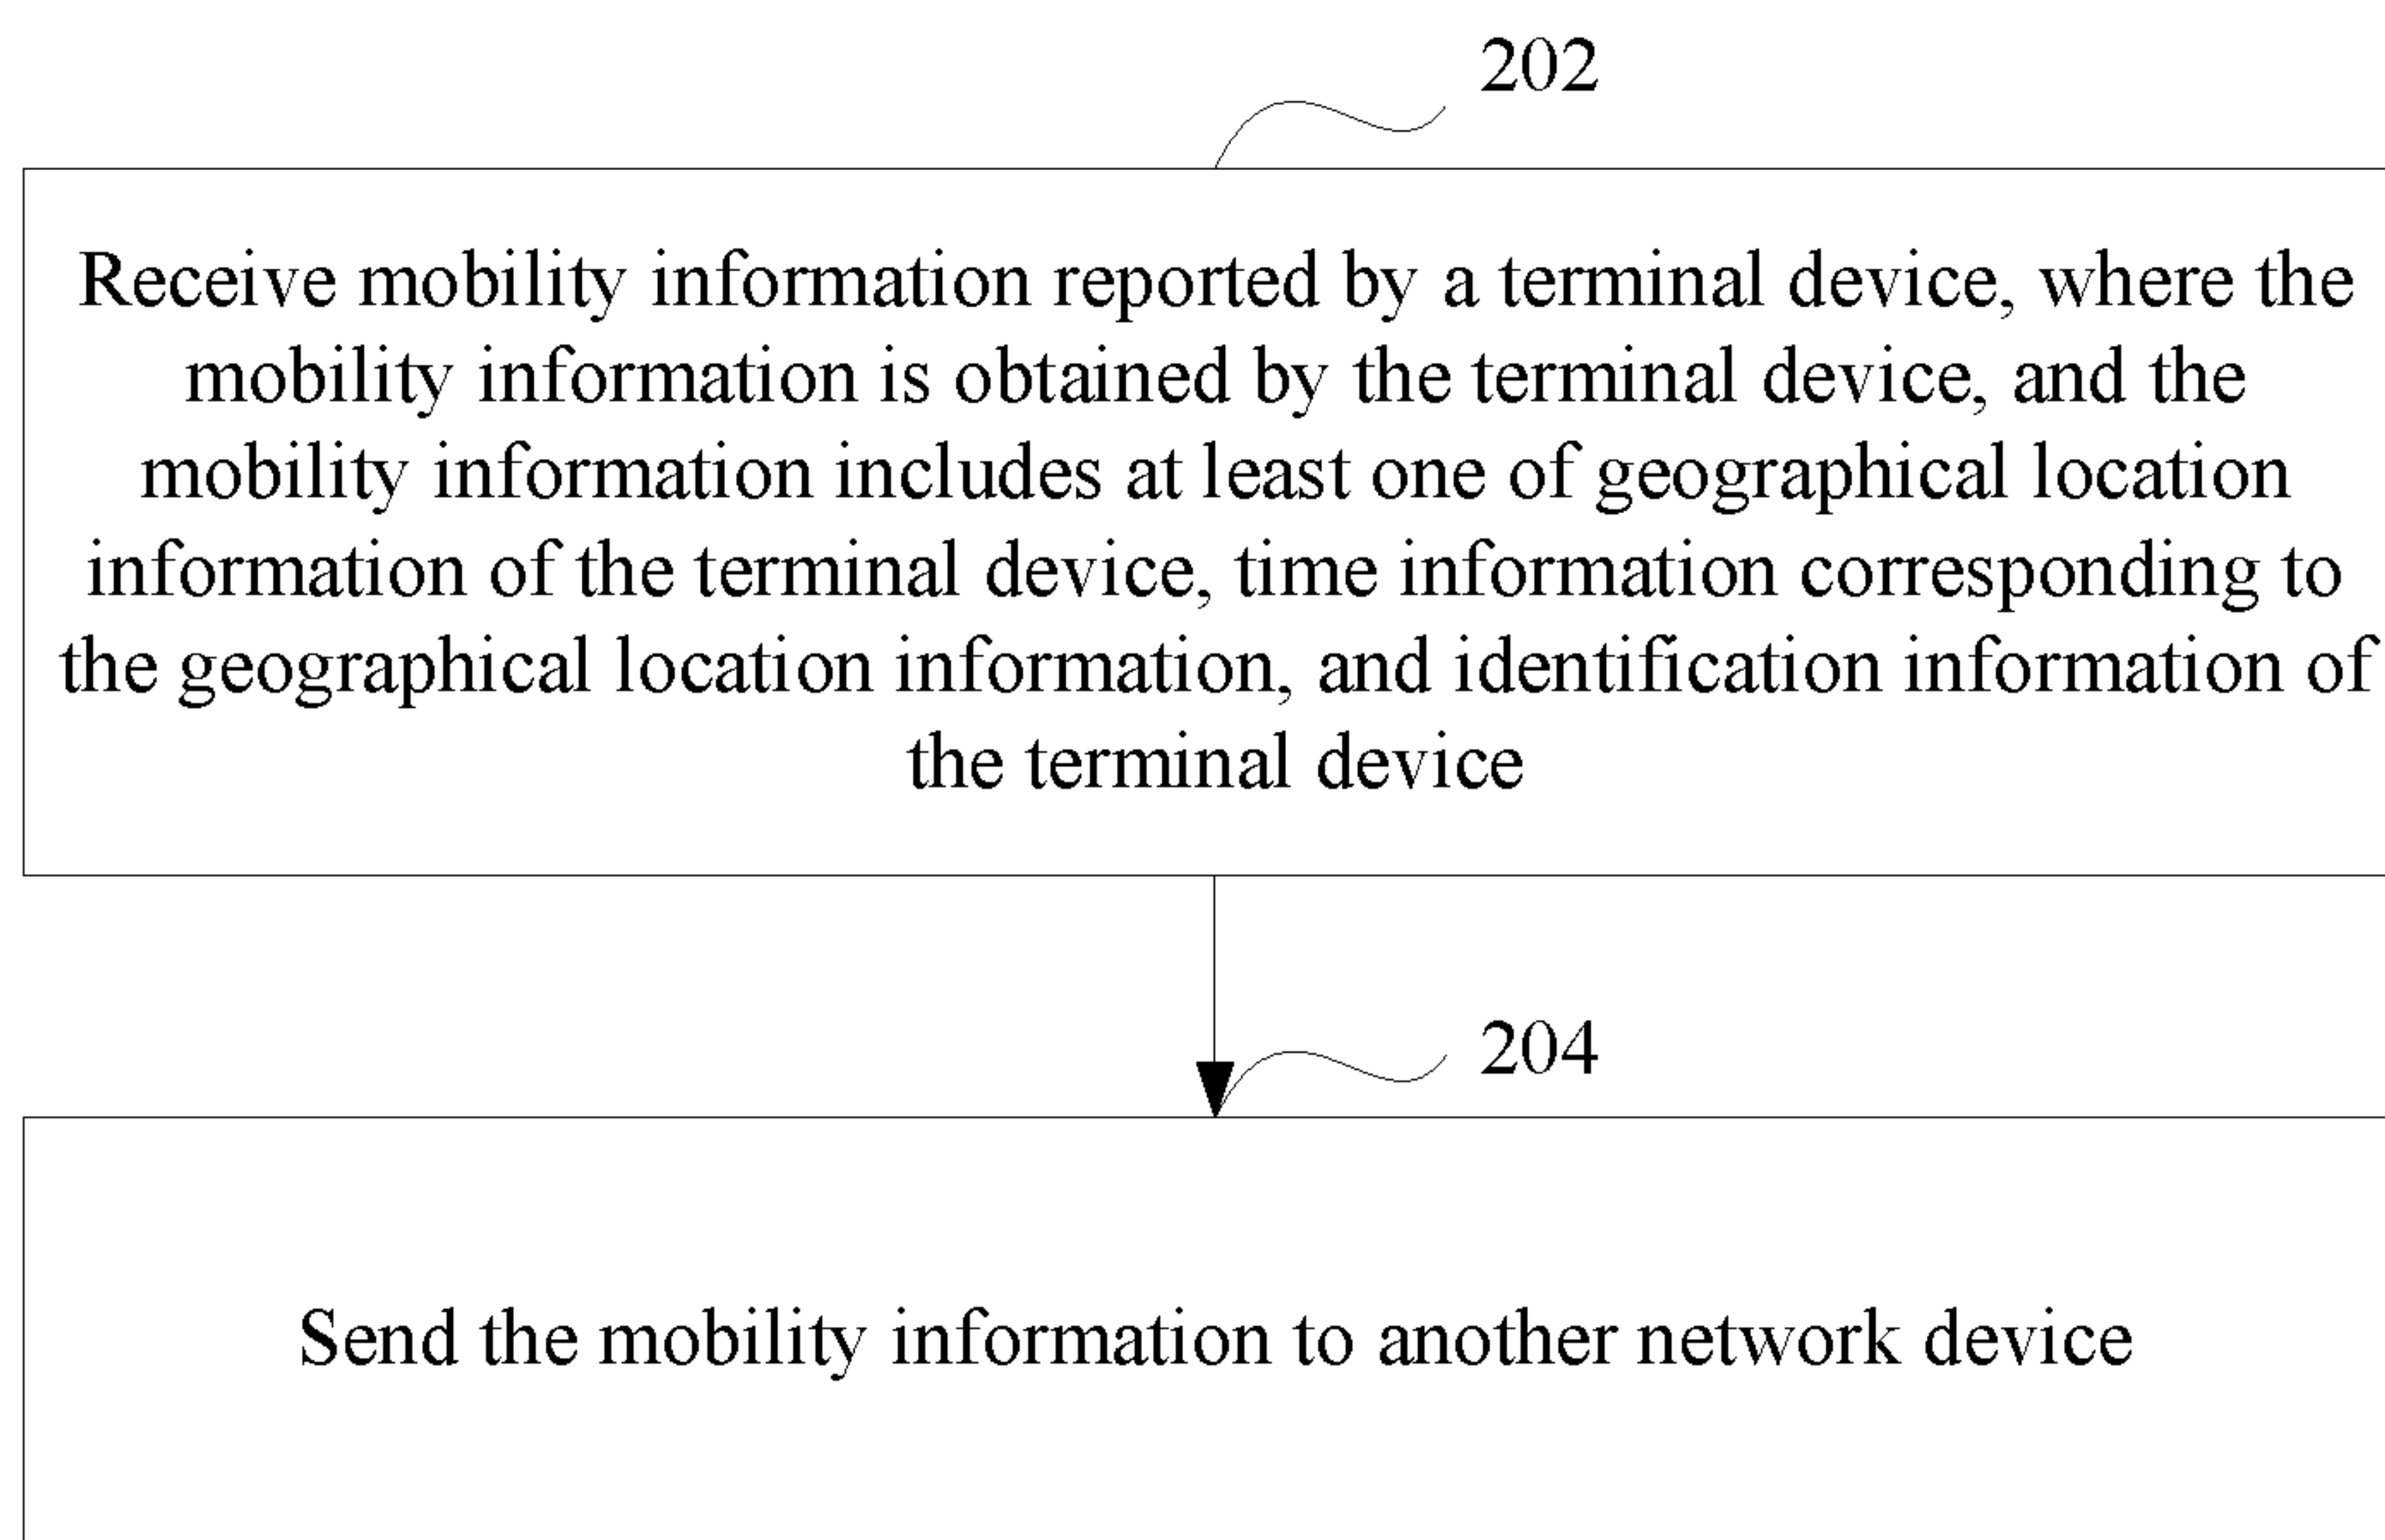 202
Receive mobility information reported by a terminal device, where the
mobility information is obtained by the terminal device, and the
mobility information includes at least one of geographical location
information of the terminal device, time information corresponding to
the geographical location information, and identification information of
the terminal device
204
Send the mobility information to another network device